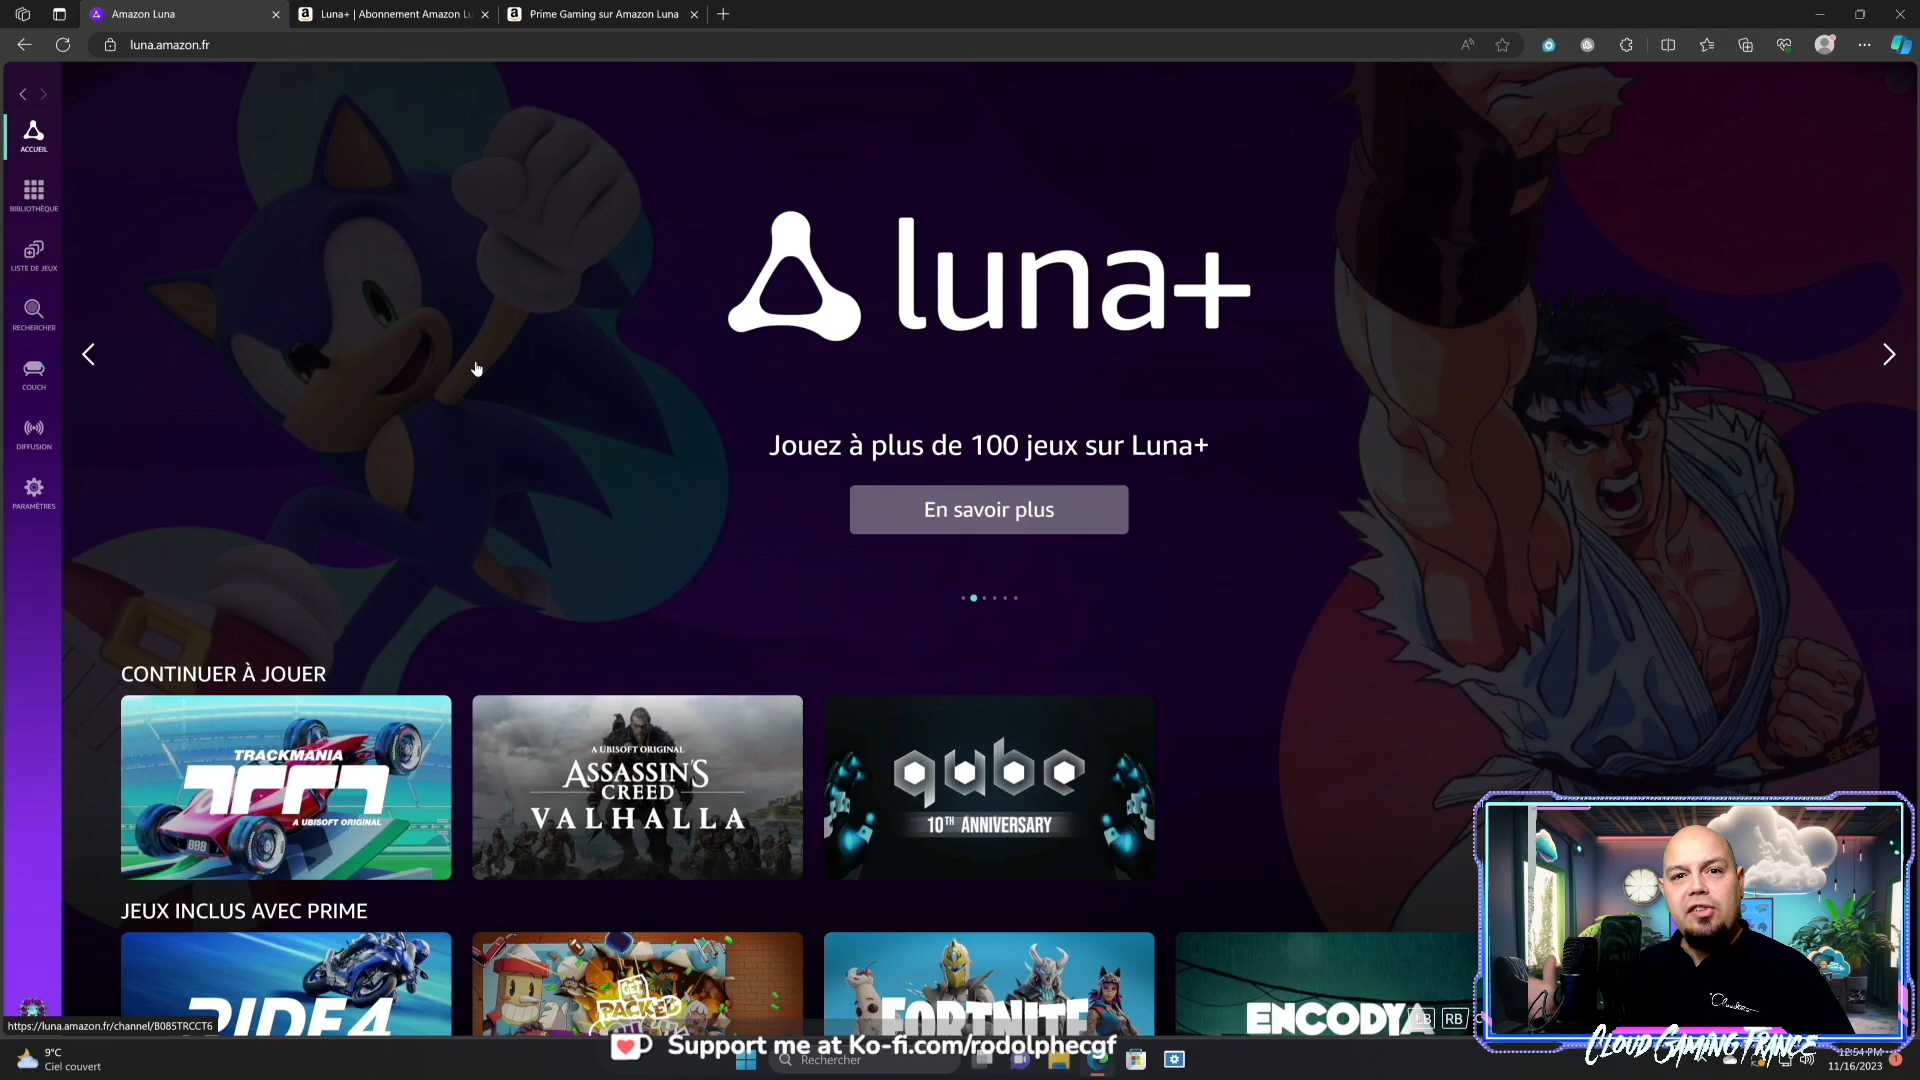 Amazon Luna
Luna+ | Abonnement Amazon Lu
Prime Gaming sur Amazon Luna
luna.amazon.fr
ACCUEIL
BIBLIOTHÈQUE
LISTE DE JEUX
RECHERCHER
COUCH
DIFFUSION
PARAMÈTRES
luna+
Jouez à plus de 100 jeux sur Luna+
En savoir plus
CONTINUER À JOUER
TRACKMANIA
A UBISOFT ORIGINAL
888
A UBISOFT ORIGINAL
ASSASSIN'S
CREED
VALHALLA
qube
10TH ANNIVERSARY
JEUX INCLUS AVEC PRIME
RIDE 4
GET
PACKED
FORTNITE
ENCODYA
LB RB
https://luna.amazon.fr/channel/B085TRCCT6
Support me at Ko-fi.com/rodolphecgf
CLOUD GAMING FRANCE
9°C
Ciel couvert
Rechercher
12:54 PM
11/16/2023
1